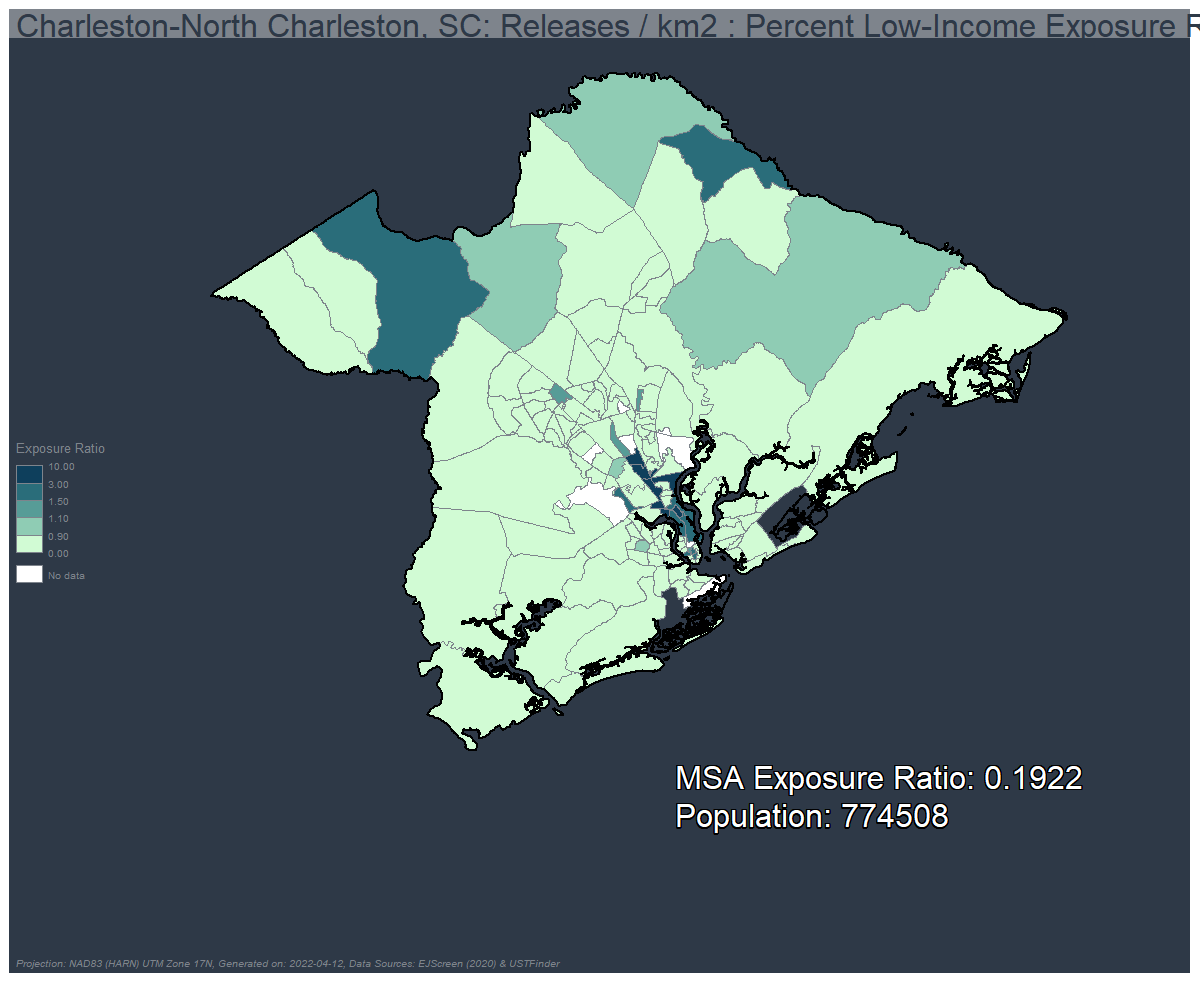 Charleston-North Charleston, SC: Releases / km2 : Percent Low-Income Exposure R
Exposure Ratio
10.00
3.00
1.50
1.10
0.90
0.00
No data
MSA Exposure Ratio: 0.1922
Population: 774508
Projection: NAD83 (HARN) UTM Zone 17N, Generated on: 2022-04-12, Data Sources: EJScreen (2020) & USTFinder